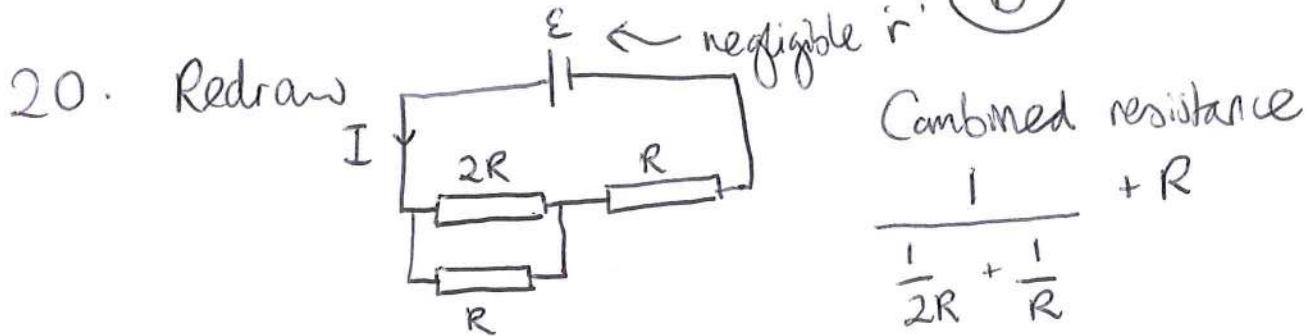 ε ← negligible 'r'
20. Redraw
I
2R
R
R
Combined resistance
1 / (1/2R + 1/R) + R